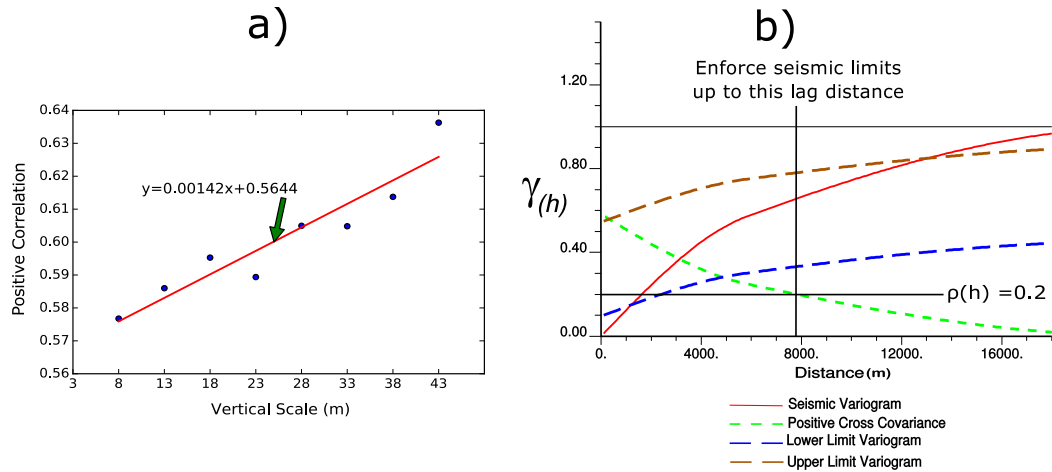 a)
0.64
0.63
0.62
0.61
0.60
0.59
0.58
0.57
0.56
Positive Correlation
y=0.00142x+0.5644
3 8 13 18 23 28 33 38 43
Vertical Scale (m)
b)
Enforce seismic limits
up to this lag distance
1.20
0.80
0.40
0.00
γ(h)
ρ(h) =0.2
0. 4000. 8000. 12000. 16000.
Distance (m)
Seismic Variogram
Positive Cross Covariance
Lower Limit Variogram
Upper Limit Variogram